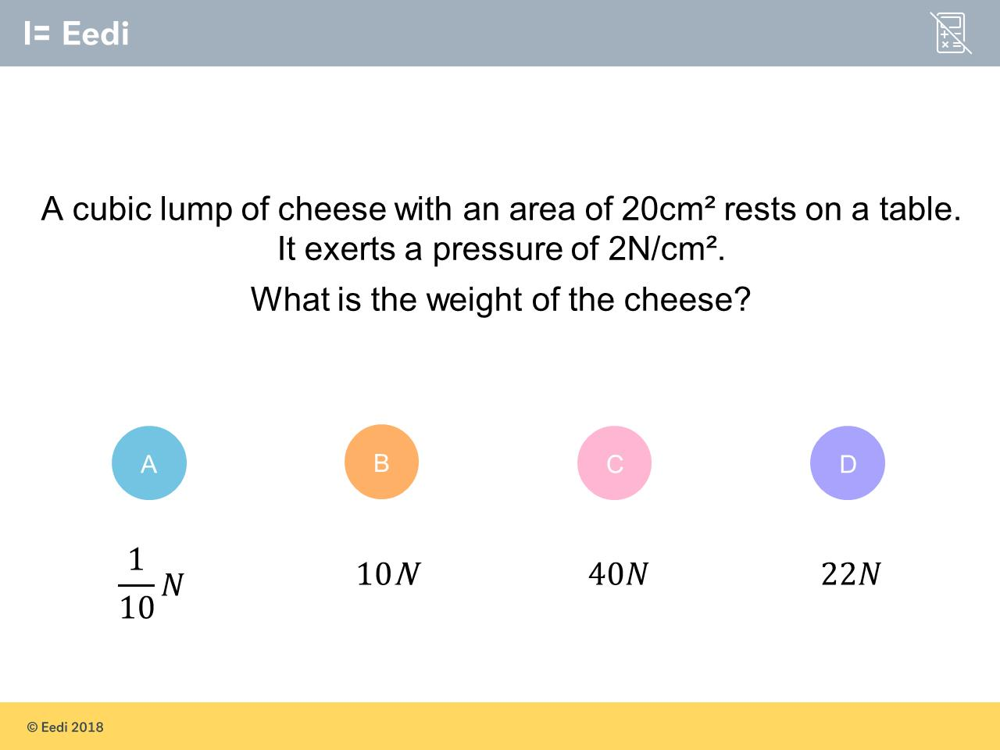 Eedi
A cubic lump of cheese with an area of 20cm² rests on a table.
It exerts a pressure of 2N/cm².
What is the weight of the cheese?
A
B
C
D
1/10 N
10N
40N
22N
© Eedi 2018